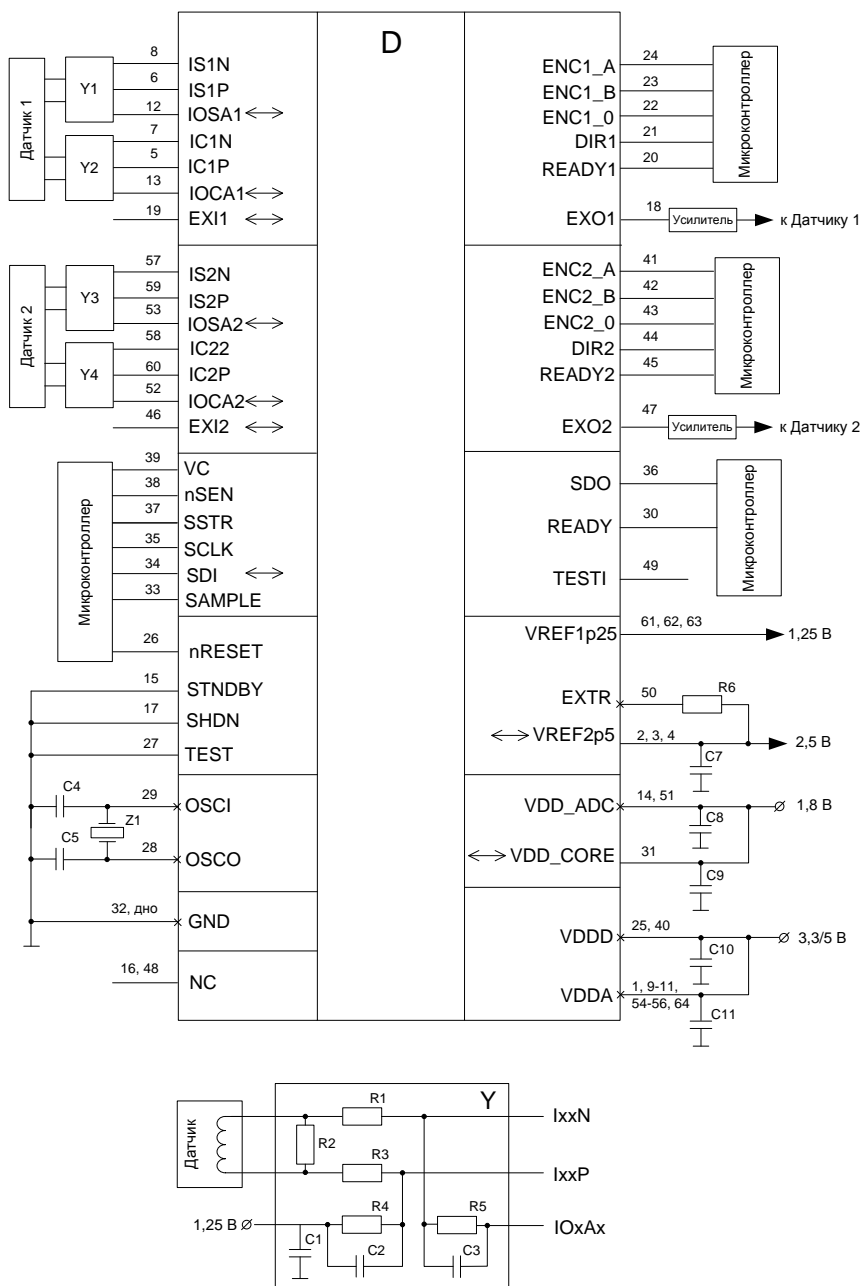 D
Датчик 1
Y1
Y2
8
IS1N
6
IS1P
12
IOSA1
7
IC1N
5
IC1P
13
IOCA1
19
EXI1
Датчик 2
Y3
Y4
57
IS2N
59
IS2P
53
IOSA2
58
IC22
60
IC2P
52
IOCA2
46
EXI2
Микроконтроллер
39
VC
38
nSEN
37
SSTR
35
SCLK
34
SDI
33
SAMPLE
26
nRESET
15
STNDBY
17
SHDN
27
TEST
C4
29
OSCI
Z1
C5
28
OSCO
32, дно
GND
16, 48
NC
ENC1_A
24
ENC1_B
23
ENC1_0
22
DIR1
21
READY1
20
Микроконтроллер
EXO1
18
Усилитель
к Датчику 1
ENC2_A
41
ENC2_B
42
ENC2_0
43
DIR2
44
READY2
45
Микроконтроллер
EXO2
47
Усилитель
к Датчику 2
SDO
36
READY
30
TESTI
49
Микроконтроллер
VREF1p25
61, 62, 63
1,25 В
EXTR
50
R6
VREF2p5
2, 3, 4
2,5 В
C7
VDD_ADC
14, 51
1,8 В
C8
VDD_CORE
31
C9
VDDD
25, 40
3,3/5 В
C10
VDDA
1, 9-11,
54-56, 64
C11
Y
Датчик
R1
IxxN
R2
R3
IxxP
1,25 В
R4
R5
IOxAx
C1
C2
C3